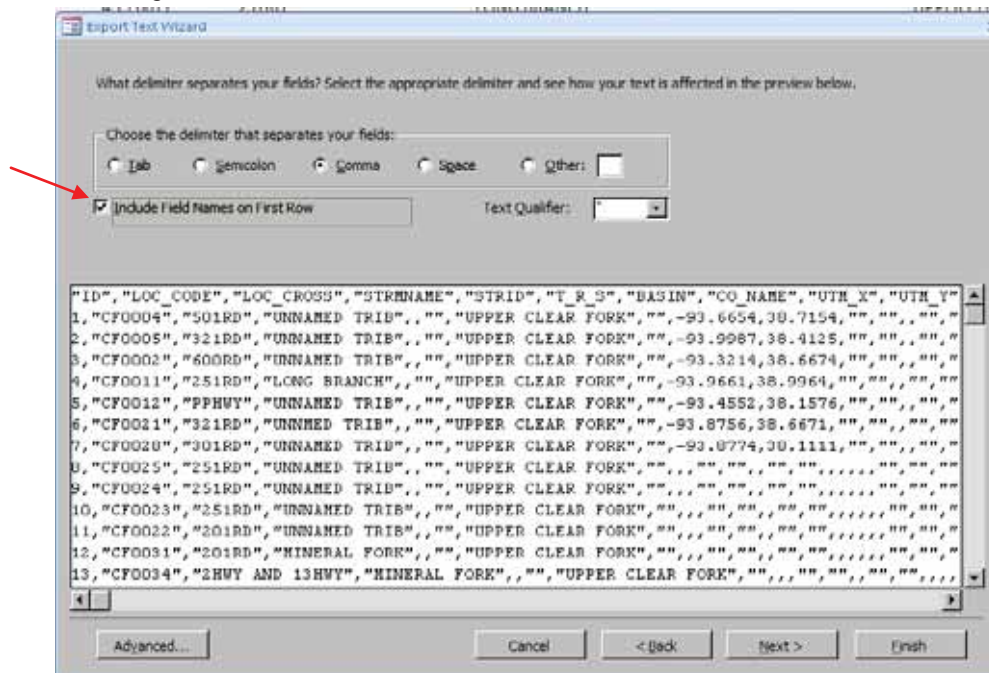 Export Text Wizard
What delimiter separates your fields? Select the appropriate delimiter and see how your text is affected in the preview below.
Choose the delimiter that separates your fields:
Tab Semicolon Comma Space Other:
Include Field Names on First Row Text Qualifier: "
"ID","LOC_CODE","LOC_CROSS","STRMNAME","STRID","T_R_S","BASIN","CO_NAME","UTM_X","UTM_Y"
1,"CF0004","501RD","UNNAMED TRIB",,"","UPPER CLEAR FORK","",-93.6654,38.7154,"","",,"","
2,"CF0005","321RD","UNNAMED TRIB",,"","UPPER CLEAR FORK","",-93.9987,38.4125,"","",,"","
3,"CF0002","600RD","UNNAMED TRIB",,"","UPPER CLEAR FORK","",-93.3214,38.6674,"","",,"","
4,"CF0011","251RD","LONG BRANCH",,"","UPPER CLEAR FORK","",-93.9661,38.9964,"","",,"",""
5,"CF0012","PPHWY","UNNAMED TRIB",,"","UPPER CLEAR FORK","",-93.4552,38.1576,"","",,"","
6,"CF0021","321RD","UNNMED TRIB",,"","UPPER CLEAR FORK","",-93.8756,38.6671,"","",,"",""
7,"CF0028","301RD","UNNAMED TRIB",,"","UPPER CLEAR FORK","",-93.8774,38.1111,"","",,"","
8,"CF0025","251RD","UNNAMED TRIB",,"","UPPER CLEAR FORK","",,,"","",,"","",,,,,,"","",""
9,"CF0024","251RD","UNNAMED TRIB",,"","UPPER CLEAR FORK","",,,"","",,"","",,,,,,"","",""
10,"CF0023","251RD","UNNAMED TRIB",,"","UPPER CLEAR FORK","",,,"","",,"","",,,,,,"","","
11,"CF0022","201RD","UNNAMED TRIB",,"","UPPER CLEAR FORK","",,,"","",,"","",,,,,,"","","
12,"CF0031","201RD","MINERAL FORK",,"","UPPER CLEAR FORK","",,,"","",,"","",,,,,,"","","
13,"CF0034","2HWY AND 13HWY","MINERAL FORK",,"","UPPER CLEAR FORK","",,,"","",,"","",,,,
Advanced... Cancel < Back Next > Finish